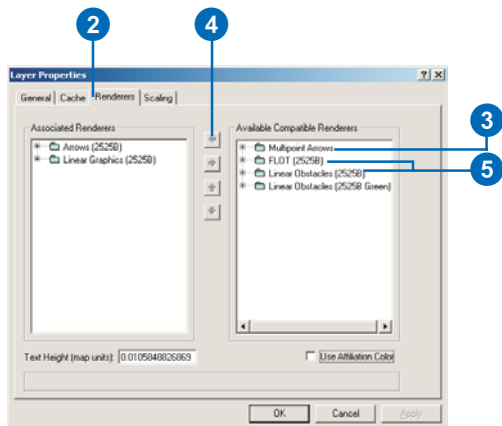 2
4
Layer Properties
General
Cache
Renderers
Scaling
Associated Renderers
Arrows (2525B)
Linear Graphics (2525B)
Available Compatible Renderers
Multipoint Arrows
FLOT (2525B)
Linear Obstacles (2525B)
Linear Obstacles (2525B Green)
3
5
Text Height (map units):
0.0105848826869
Use Affiliation Color
OK
Cancel
Apply